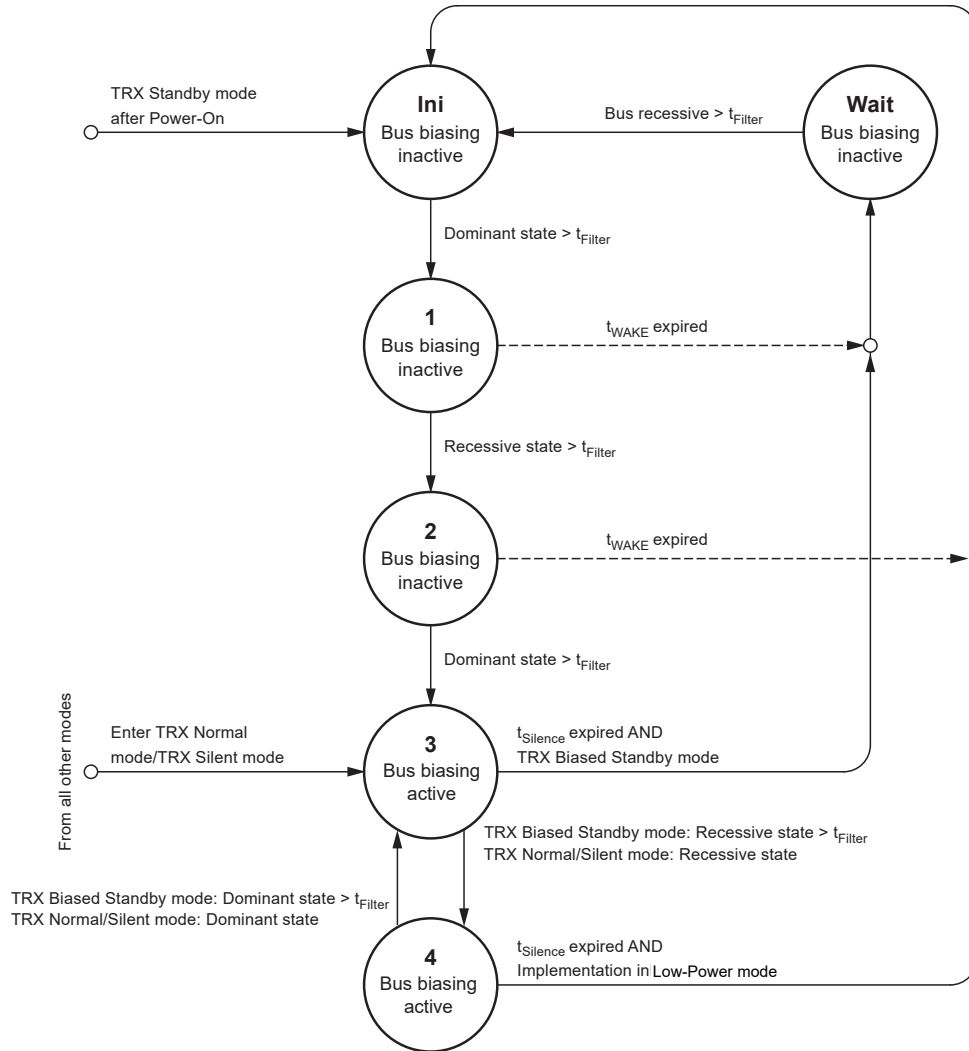 TRX Standby mode
after Power-On
Ini
Bus biasing
inactive
Bus recessive > tFilter
Wait
Bus biasing
inactive
Dominant state > tFilter
1
Bus biasing
inactive
tWAKE expired
Recessive state > tFilter
2
Bus biasing
inactive
tWAKE expired
Dominant state > tFilter
From all other modes
Enter TRX Normal
mode/TRX Silent mode
3
Bus biasing
active
tSilence expired AND
TRX Biased Standby mode
TRX Biased Standby mode: Recessive state > tFilter
TRX Normal/Silent mode: Recessive state
TRX Biased Standby mode: Dominant state > tFilter
TRX Normal/Silent mode: Dominant state
4
Bus biasing
active
tSilence expired AND
Implementation in Low-Power mode